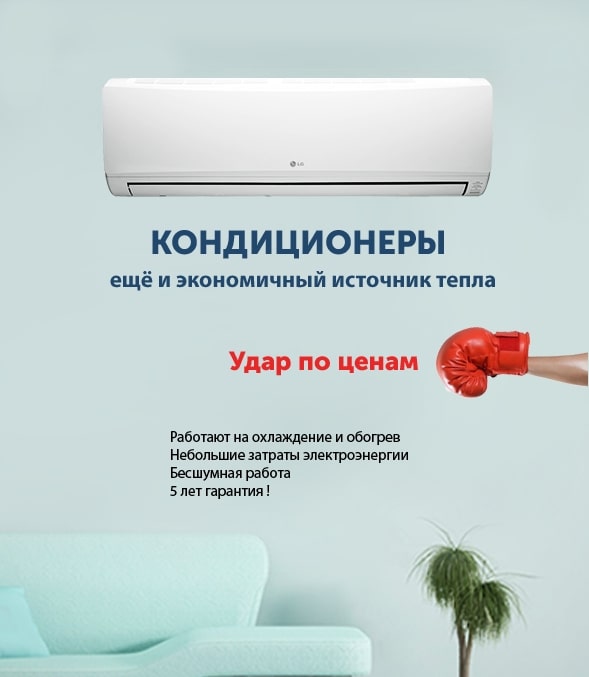 LG
КОНДИЦИОНЕРЫ
ещё и экономичный источник тепла
Удар по ценам
Работают на охлаждение и обогрев
Небольшие затраты электроэнергии
Бесшумная работа
5 лет гарантия !